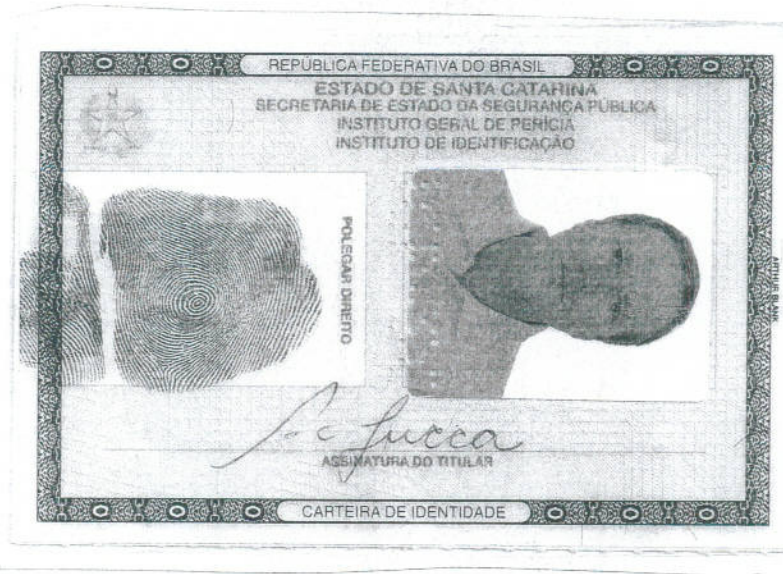 REPÚBLICA FEDERATIVA DO BRASIL
ESTADO DE SANTA CATARINA
SECRETARIA DE ESTADO DA SEGURANÇA PÚBLICA
INSTITUTO GERAL DE PERÍCIA
INSTITUTO DE IDENTIFICAÇÃO
POLEGAR DIREITO
Lucca
ASSINATURA DO TITULAR
CARTEIRA DE IDENTIDADE